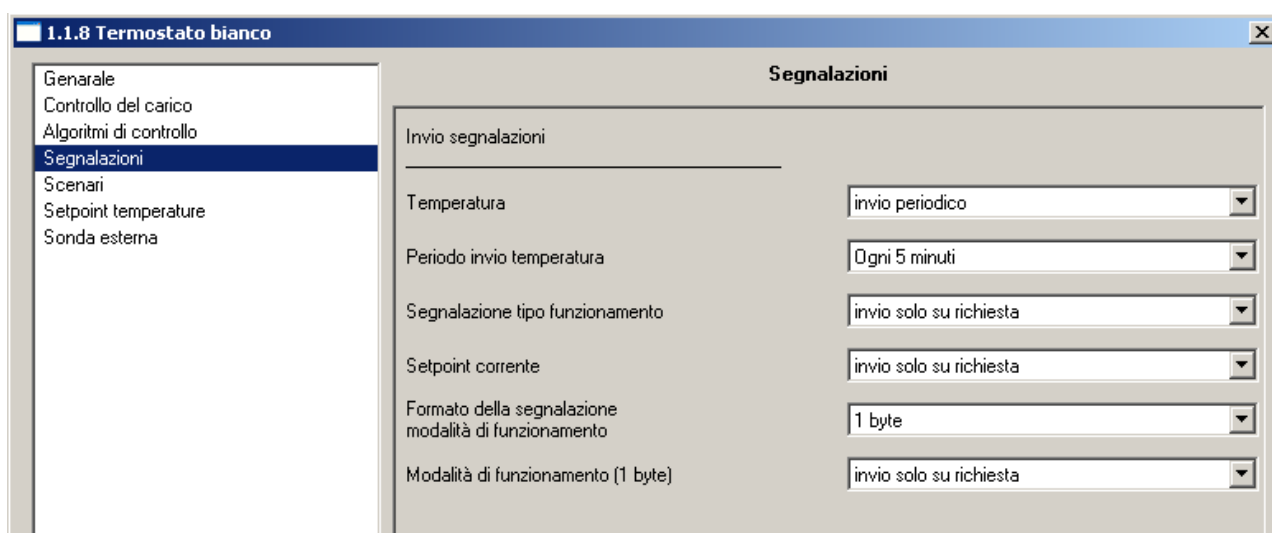 1.1.8 Termostato bianco
Genarale
Controllo del carico
Algoritmi di controllo
Segnalazioni
Scenari
Setpoint temperature
Sonda esterna
Segnalazioni
Invio segnalazioni
Temperatura invio periodico
Periodo invio temperatura Ogni 5 minuti
Segnalazione tipo funzionamento invio solo su richiesta
Setpoint corrente invio solo su richiesta
Formato della segnalazione
modalità di funzionamento 1 byte
Modalità di funzionamento (1 byte) invio solo su richiesta